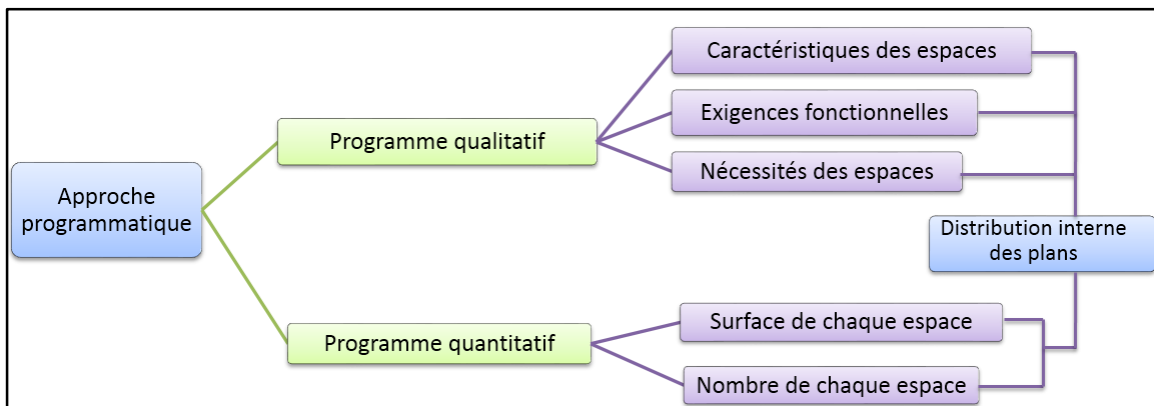 Approche
programmatique
Programme qualitatif
Caractéristiques des espaces
Exigences fonctionnelles
Nécessités des espaces
Programme quantitatif
Surface de chaque espace
Nombre de chaque espace
Distribution interne
des plans